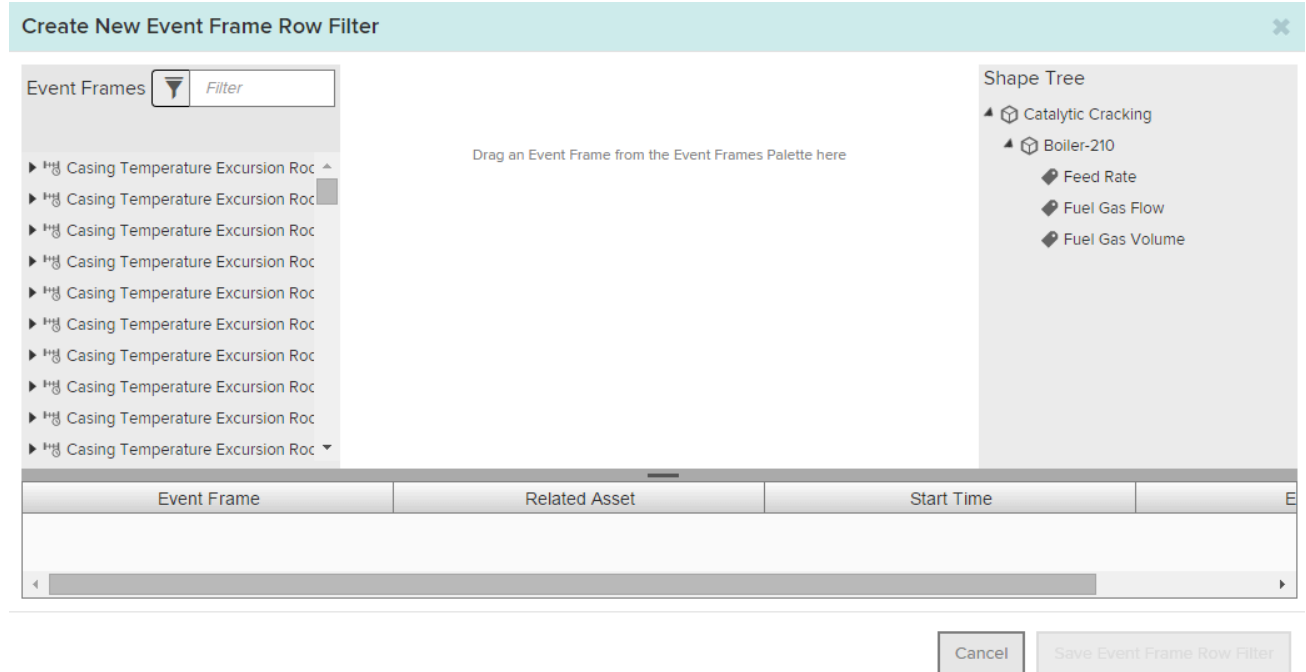 Create New Event Frame Row Filter
Event Frames
Filter
Casing Temperature Excursion Roc
Casing Temperature Excursion Roc
Casing Temperature Excursion Roc
Casing Temperature Excursion Roc
Casing Temperature Excursion Roc
Casing Temperature Excursion Roc
Casing Temperature Excursion Roc
Casing Temperature Excursion Roc
Casing Temperature Excursion Roc
Casing Temperature Excursion Roc
Drag an Event Frame from the Event Frames Palette here
Shape Tree
Catalytic Cracking
Boiler-210
Feed Rate
Fuel Gas Flow
Fuel Gas Volume
Event Frame Related Asset Start Time E
Cancel Save Event Frame Row Filter